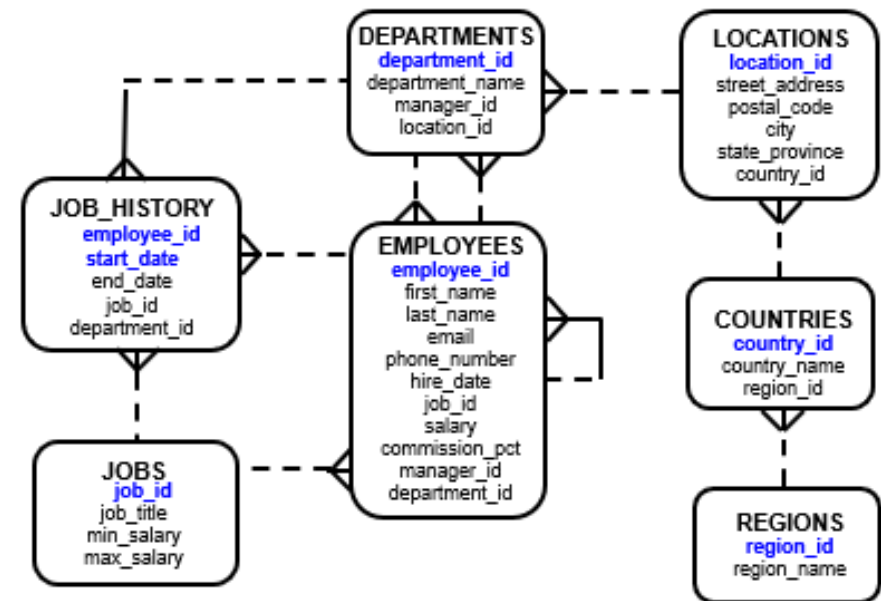 DEPARTMENTS
department_id
department_name
manager_id
location_id
LOCATIONS
location_id
street_address
postal_code
city
state_province
country_id
JOB_HISTORY
employee_id
start_date
end_date
job_id
department_id
EMPLOYEES
employee_id
first_name
last_name
email
phone_number
hire_date
job_id
salary
commission_pct
manager_id
department_id
COUNTRIES
country_id
country_name
region_id
JOBS
job_id
job_title
min_salary
max_salary
REGIONS
region_id
region_name